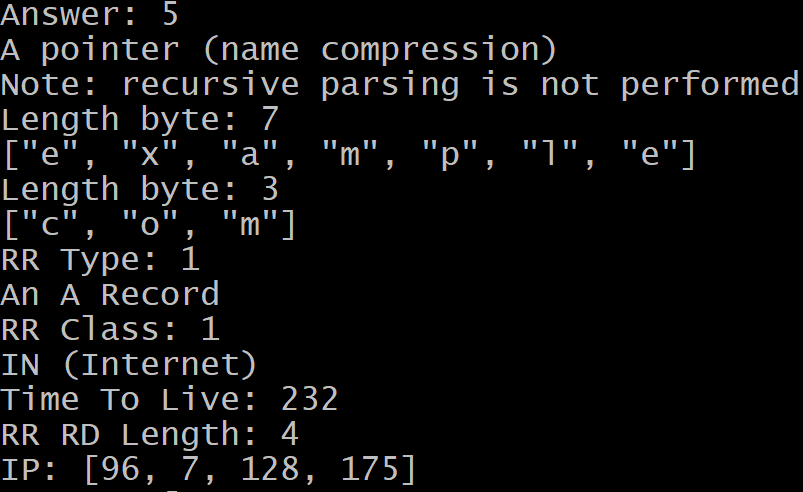 Answer: 5
A pointer (name compression)
Note: recursive parsing is not performed
Length byte: 7
["e", "x", "a", "m", "p", "l", "e"]
Length byte: 3
["c", "o", "m"]
RR Type: 1
An A Record
RR Class: 1
IN (Internet)
Time To Live: 232
RR RD Length: 4
IP: [96, 7, 128, 175]